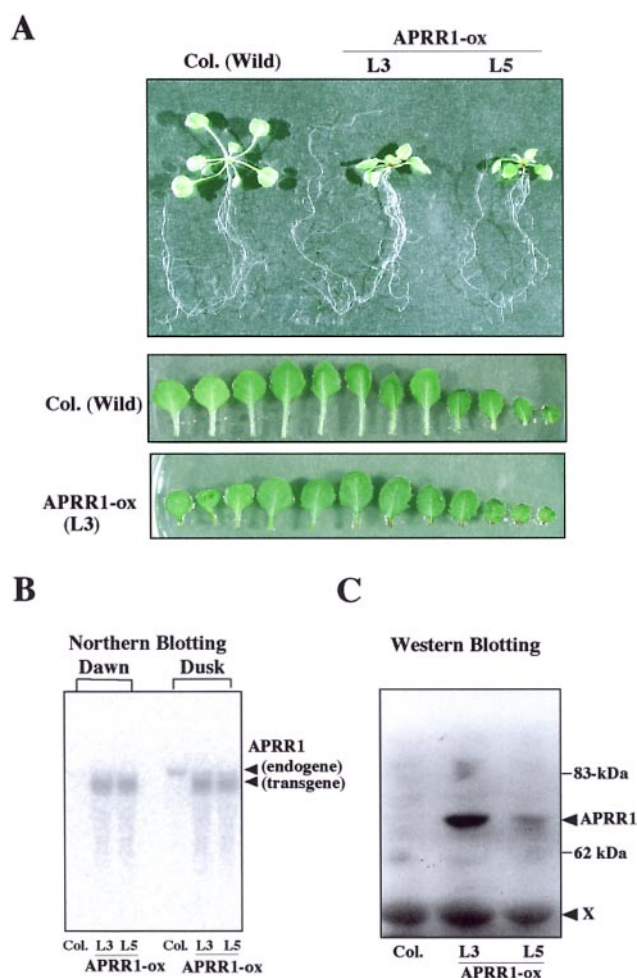 A
APRR1-ox
Col. (Wild)
L3
L5
Col. (Wild)
APRR1-ox
(L3)
B
Northern Blotting
Dawn
Dusk
APRR1
(endogene)
(transgene)
Col. L3 L5 Col. L3 L5
APRR1-ox APRR1-ox
C
Western Blotting
83-kDa
APRR1
62 kDa
X
Col. L3 L5
APRR1-ox